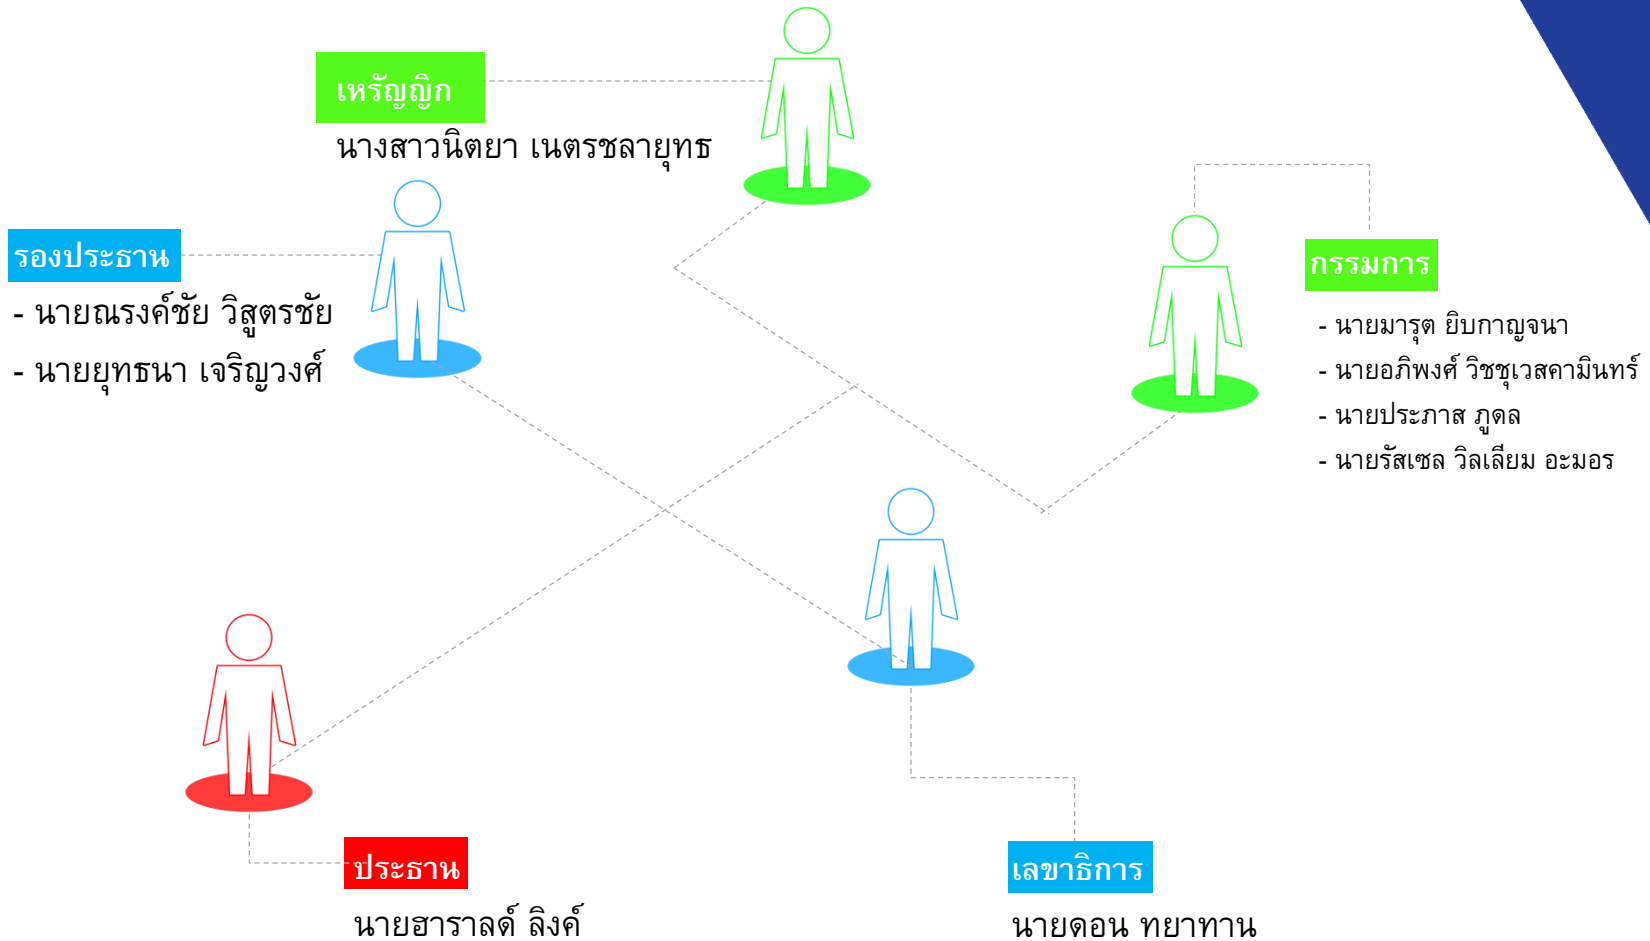 เหรัญญิก
นางสาวนิตยา เนตรชลายุทธ
รองประธาน
- นายณรงค์ชัย วิสูตรชัย
- นายยุทธนา เจริญวงศ์
กรรมการ
- นายมารุต ยิบกาญจนา
- นายอภิพงศ์ วิชชุเวสคามินทร์
- นายประภาส ภูดล
- นายรัสเซล วิลเลียม อะมอร
ประธาน
นายฮาราลด์ ลิงค์
เลขาธิการ
นายดอน ทยาทาน